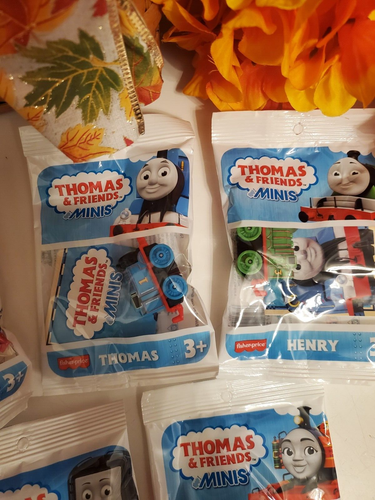 THOMAS
& FRIENDS
MINIS
THOMAS
& FRIENDS
MINIS
Fisher-Price
THOMAS
3+
THOMAS
& FRIENDS
MINIS
Fisher-Price
HENRY
3+
THOMAS
& FRIENDS
MINIS